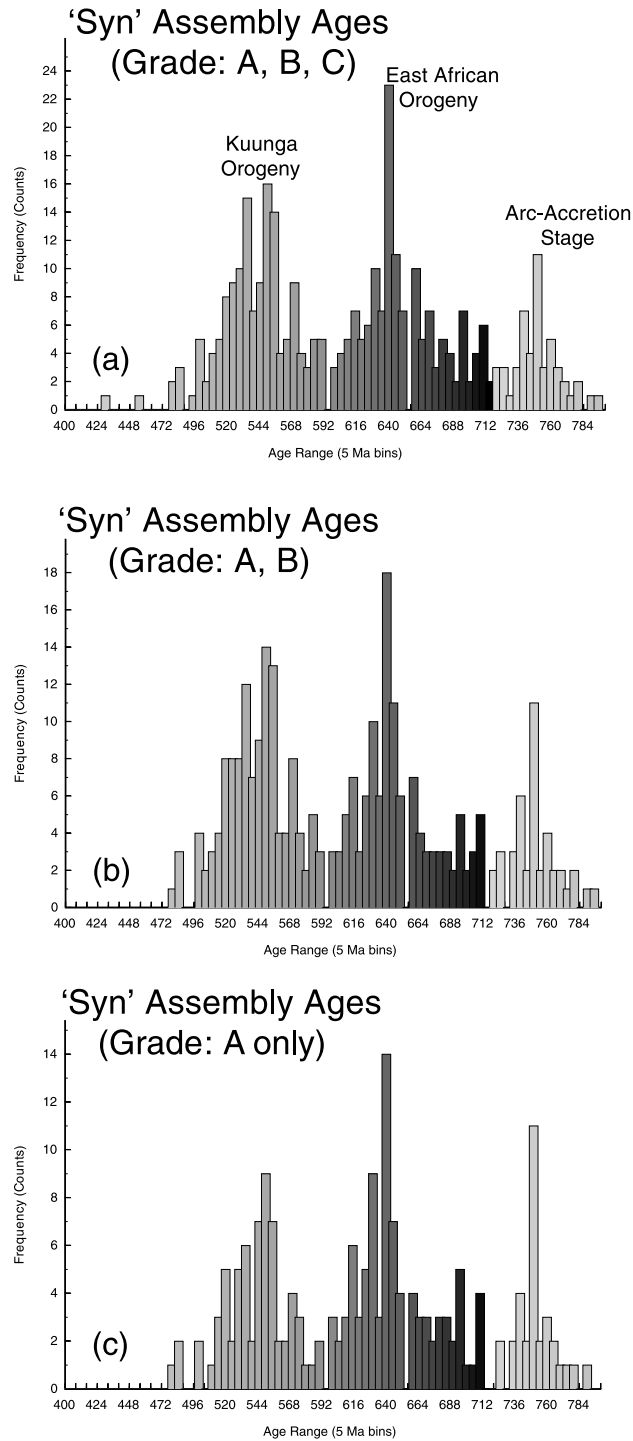 ‘Syn’ Assembly Ages
(Grade: A, B, C)
East African
Orogeny
Kuunga
Orogeny
Arc-Accretion
Stage
Frequency (Counts)
24
22
20
18
16
14
12
10
8
6
4
2
0
(a)
400 424 448 472 496 520 544 568 592 616 640 664 688 712 736 760 784
Age Range (5 Ma bins)
‘Syn’ Assembly Ages
(Grade: A, B)
Frequency (Counts)
18
16
14
12
10
8
6
4
2
0
(b)
400 424 448 472 496 520 544 568 592 616 640 664 688 712 736 760 784
Age Range (5 Ma bins)
‘Syn’ Assembly Ages
(Grade: A only)
Frequency (Counts)
14
12
10
8
6
4
2
0
(c)
400 424 448 472 496 520 544 568 592 616 640 664 688 712 736 760 784
Age Range (5 Ma bins)